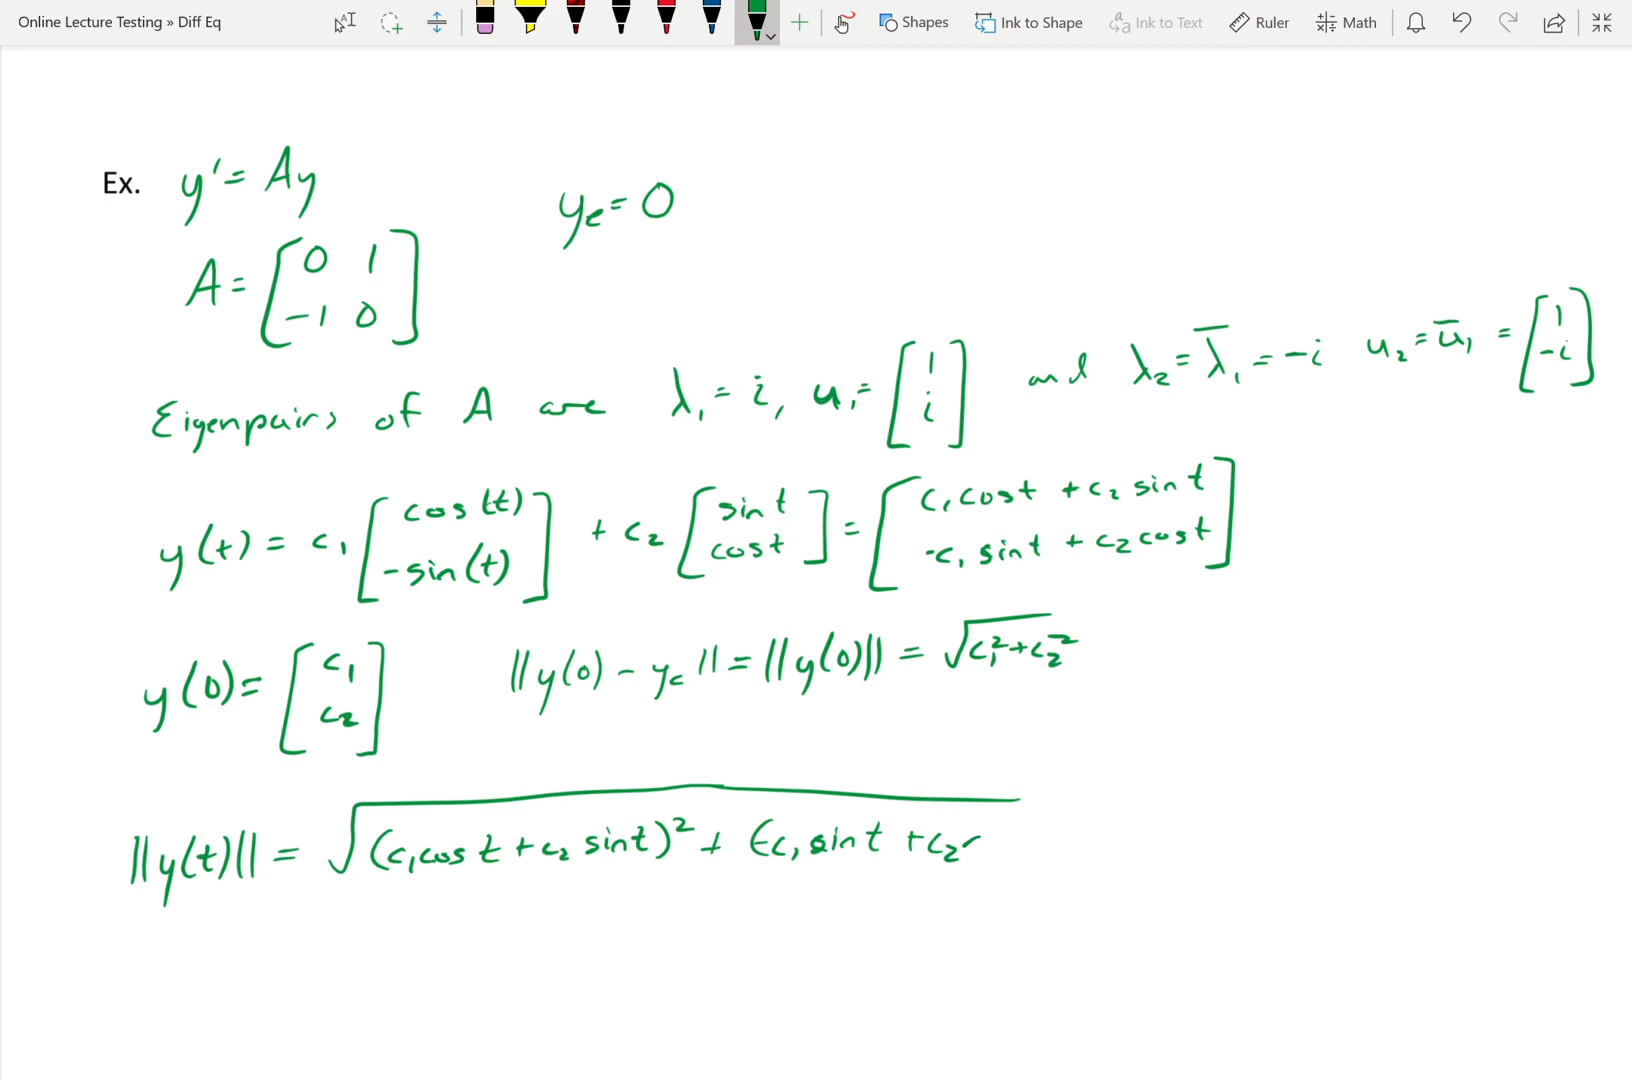 Online Lecture Testing » Diff Eq Shapes Ink to Shape Ink to Text Ruler Math
Ex. y' = Ay
y_e = 0
A = [0 1; -1 0]
Eigenpairs of A are λ₁ = i, u₁ = [1; i] and λ₂ = λ̄₁ = -i u₂ = ū₁ = [1; -i]
y(t) = c₁ [cos(t); -sin(t)] + c₂ [sin t; cos t] = [c₁ cos t + c₂ sin t; -c₁ sin t + c₂ cos t]
y(0) = [c₁; c₂] ||y(0) - y_e|| = ||y(0)|| = √(c₁² + c₂²)
||y(t)|| = √((c₁ cos t + c₂ sin t)² + (-c₁ sin t + c₂